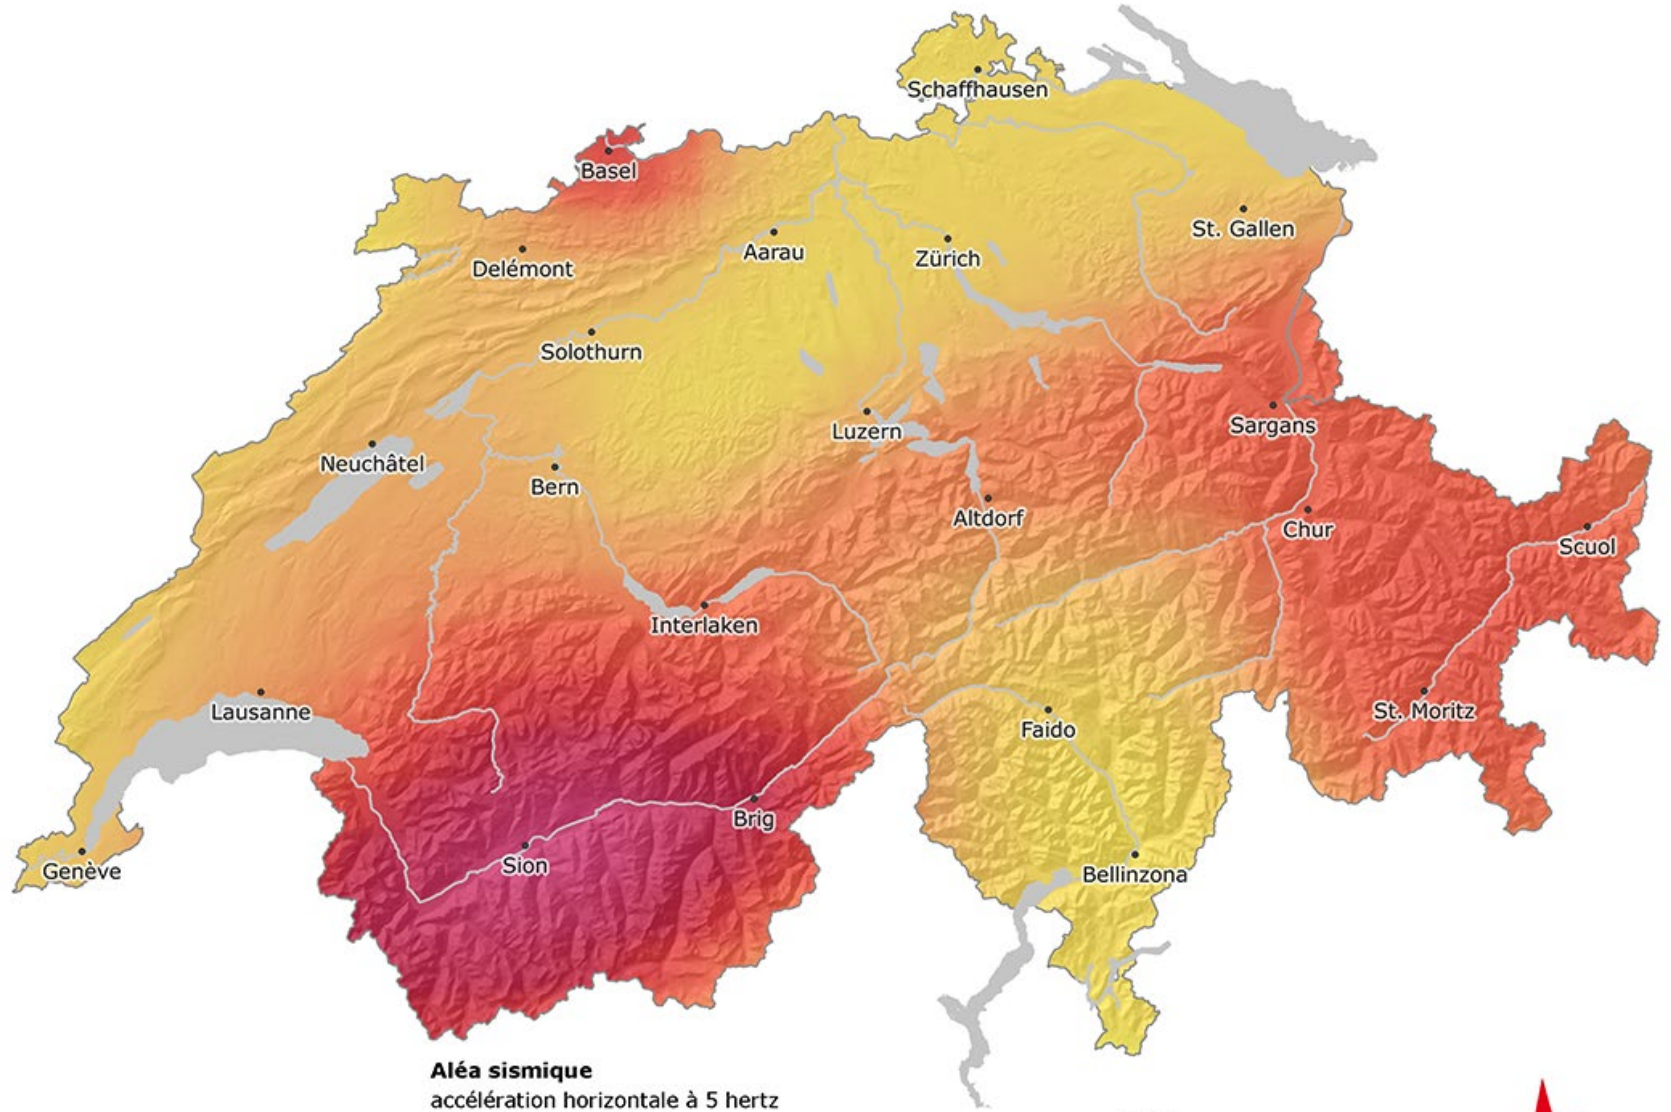 Schaffhausen
Basel
St. Gallen
Aarau
Zürich
Delémont
Solothurn
Luzern
Sargans
Neuchâtel
Bern
Altdorf
Chur
Scuol
Interlaken
Lausanne
St. Moritz
Faido
Brig
Sion
Genève
Bellinzona
Aléa sismique
accélération horizontale à 5 hertz